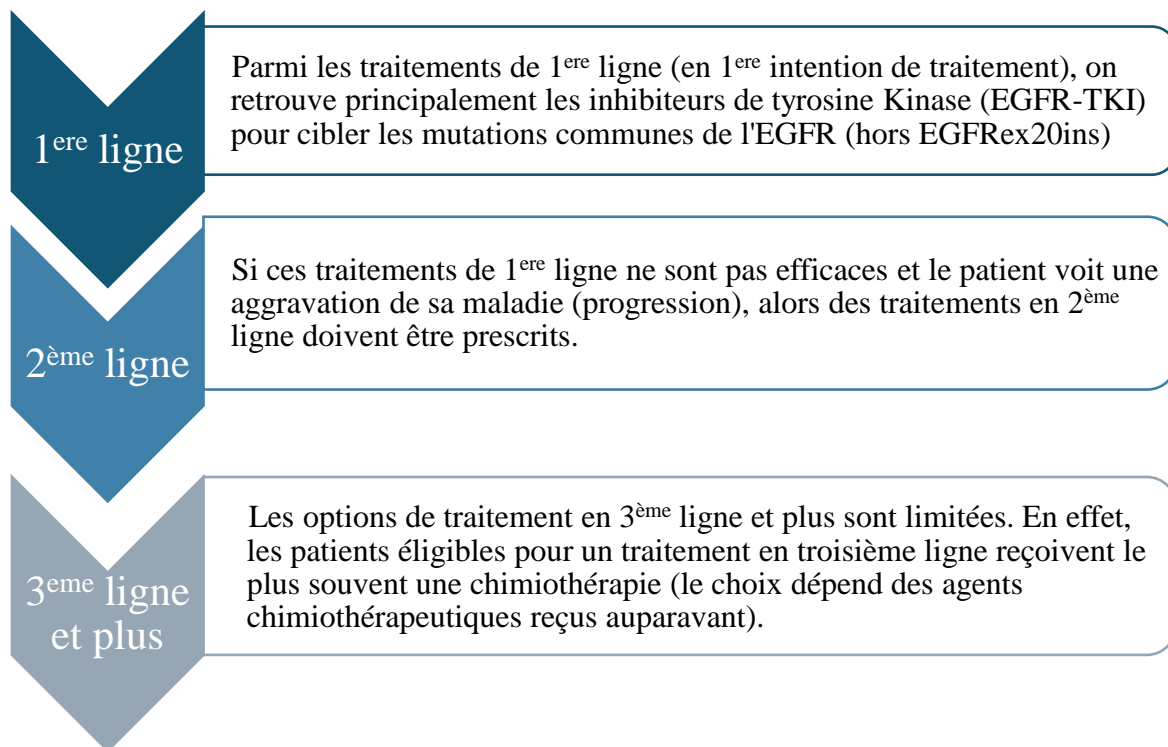 1ere ligne
Parmi les traitements de 1ere ligne (en 1ere intention de traitement), on
retrouve principalement les inhibiteurs de tyrosine Kinase (EGFR-TKI)
pour cibler les mutations communes de l'EGFR (hors EGFRex20ins)
2ème ligne
Si ces traitements de 1ere ligne ne sont pas efficaces et le patient voit une
aggravation de sa maladie (progression), alors des traitements en 2ème
ligne doivent être prescrits.
3eme ligne
et plus
Les options de traitement en 3ème ligne et plus sont limitées. En effet,
les patients éligibles pour un traitement en troisième ligne reçoivent le
plus souvent une chimiothérapie (le choix dépend des agents
chimiothérapeutiques reçus auparavant).